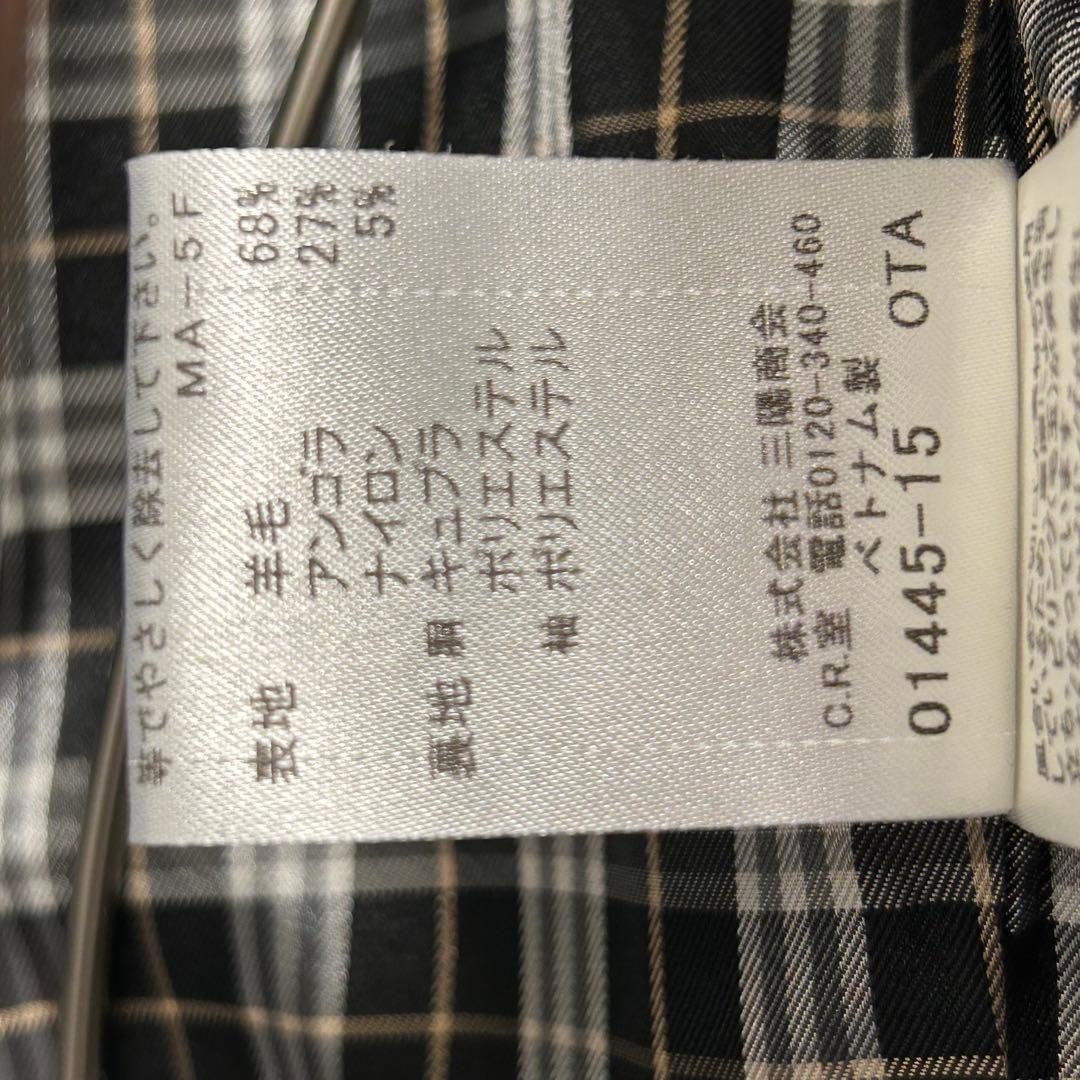 等でやさしく除去して下さい。
MA-5F
表地 羊毛 68%
アンゴラ 27%
ナイロン 5%
裏地 胴 キュプラ
ポリエステル
袖 ポリエステル
株式会社 三陽商会
C.R.室 電話0120-340-460
ベトナム製
01445-15 OTA